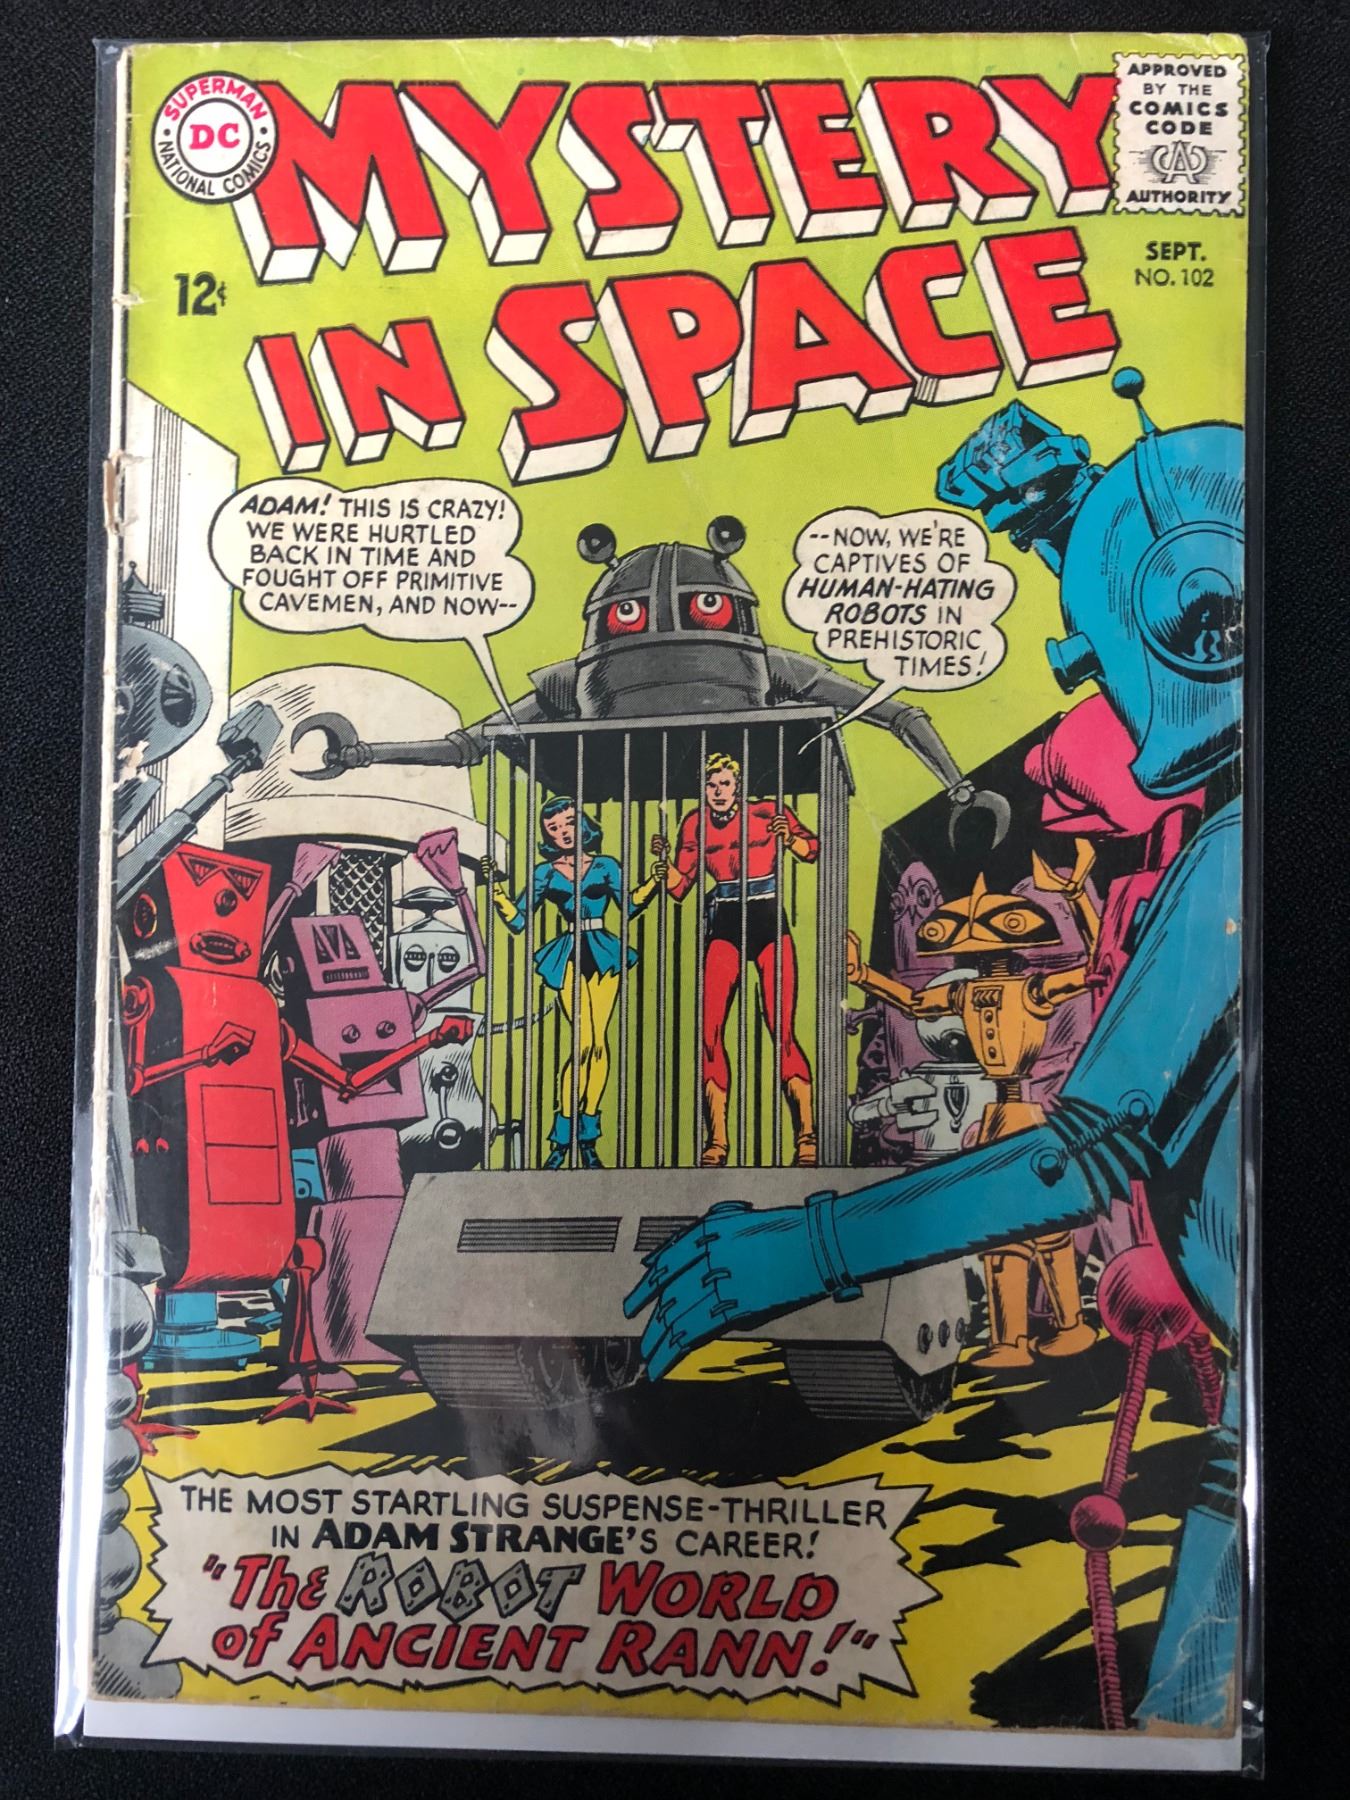 SUPERMAN
DC
NATIONAL COMICS
MYSTERY
IN SPACE
APPROVED
BY THE
COMICS
CODE
CA
AUTHORITY
12¢
SEPT.
NO. 102
ADAM! THIS IS CRAZY!
WE WERE HURTLED
BACK IN TIME AND
FOUGHT OFF PRIMITIVE
CAVEMEN, AND NOW--
--NOW, WE'RE
CAPTIVES OF
HUMAN-HATING
ROBOTS IN
PREHISTORIC
TIMES!
THE MOST STARTLING SUSPENSE-THRILLER
IN ADAM STRANGE'S CAREER!
"The ROBOT WORLD
of ANCIENT RANN!"